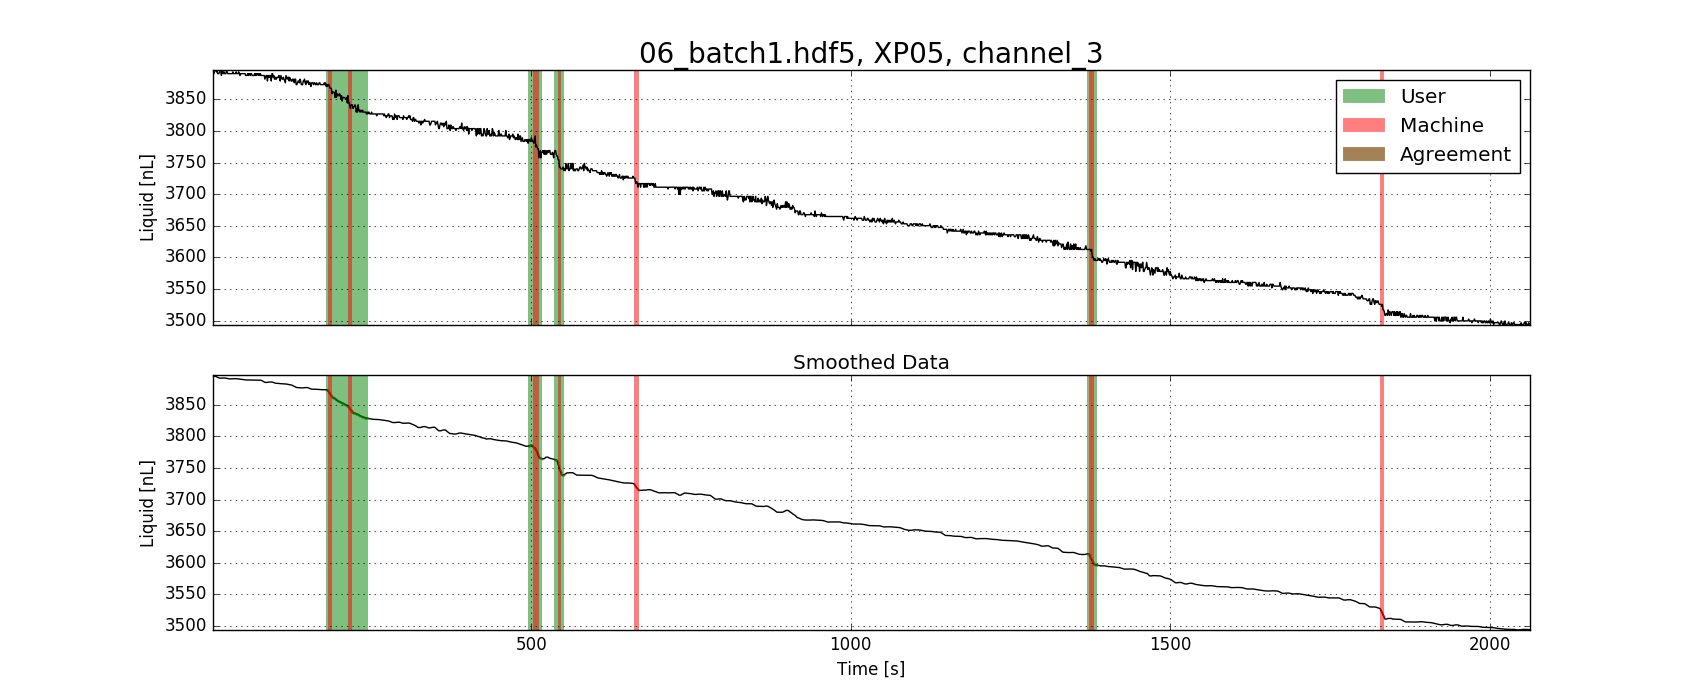 06_batch1.hdf5, XP05, channel_3
3850
3800
3750
3700
3650
3600
3550
3500
Liquid [nL]
User
Machine
Agreement
Smoothed Data
3850
3800
3750
3700
3650
3600
3550
3500
Liquid [nL]
500
1000
1500
2000
Time [s]